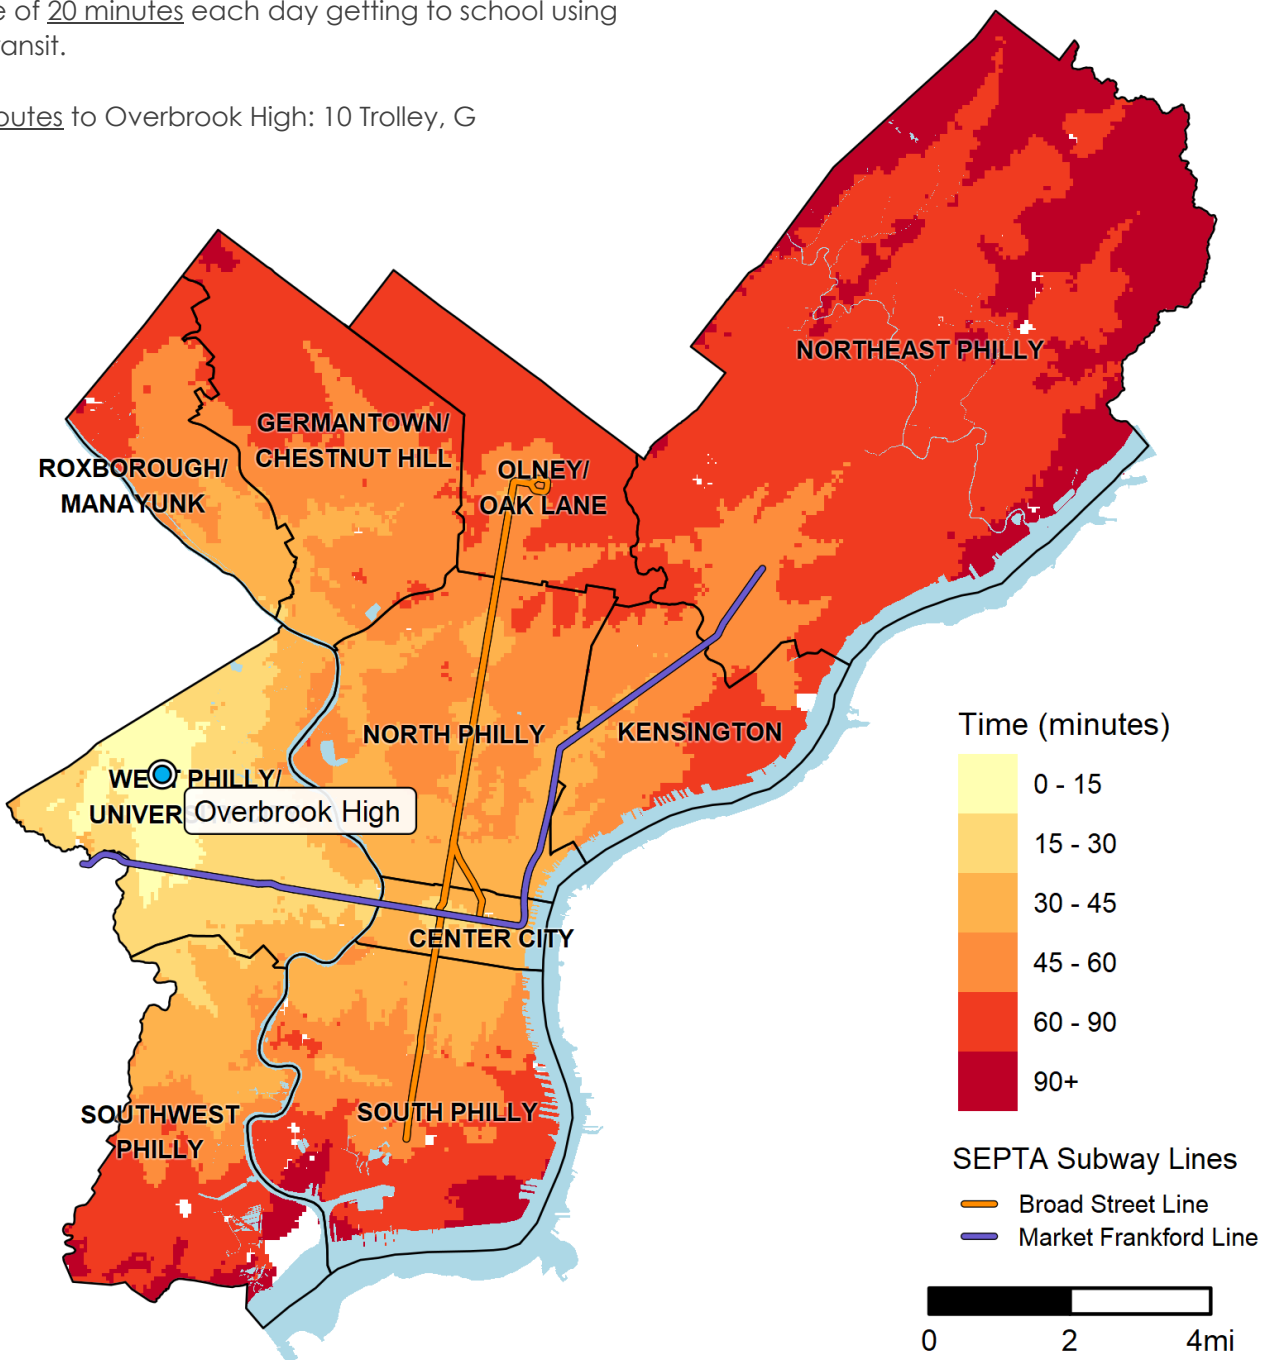 e of 20 minutes each day getting to school using
ansit.
outes to Overbrook High: 10 Trolley, G
NORTHEAST PHILLY
GERMANTOWN/
CHESTNUT HILL
ROXBOROUGH/
MANAYUNK
OLNEY/
OAK LANE
NORTH PHILLY
KENSINGTON
WEST PHILLY/
UNIVER
Overbrook High
CENTER CITY
SOUTHWEST
PHILLY
SOUTH PHILLY
Time (minutes)
0 - 15
15 - 30
30 - 45
45 - 60
60 - 90
90+
SEPTA Subway Lines
Broad Street Line
Market Frankford Line
0 2 4mi